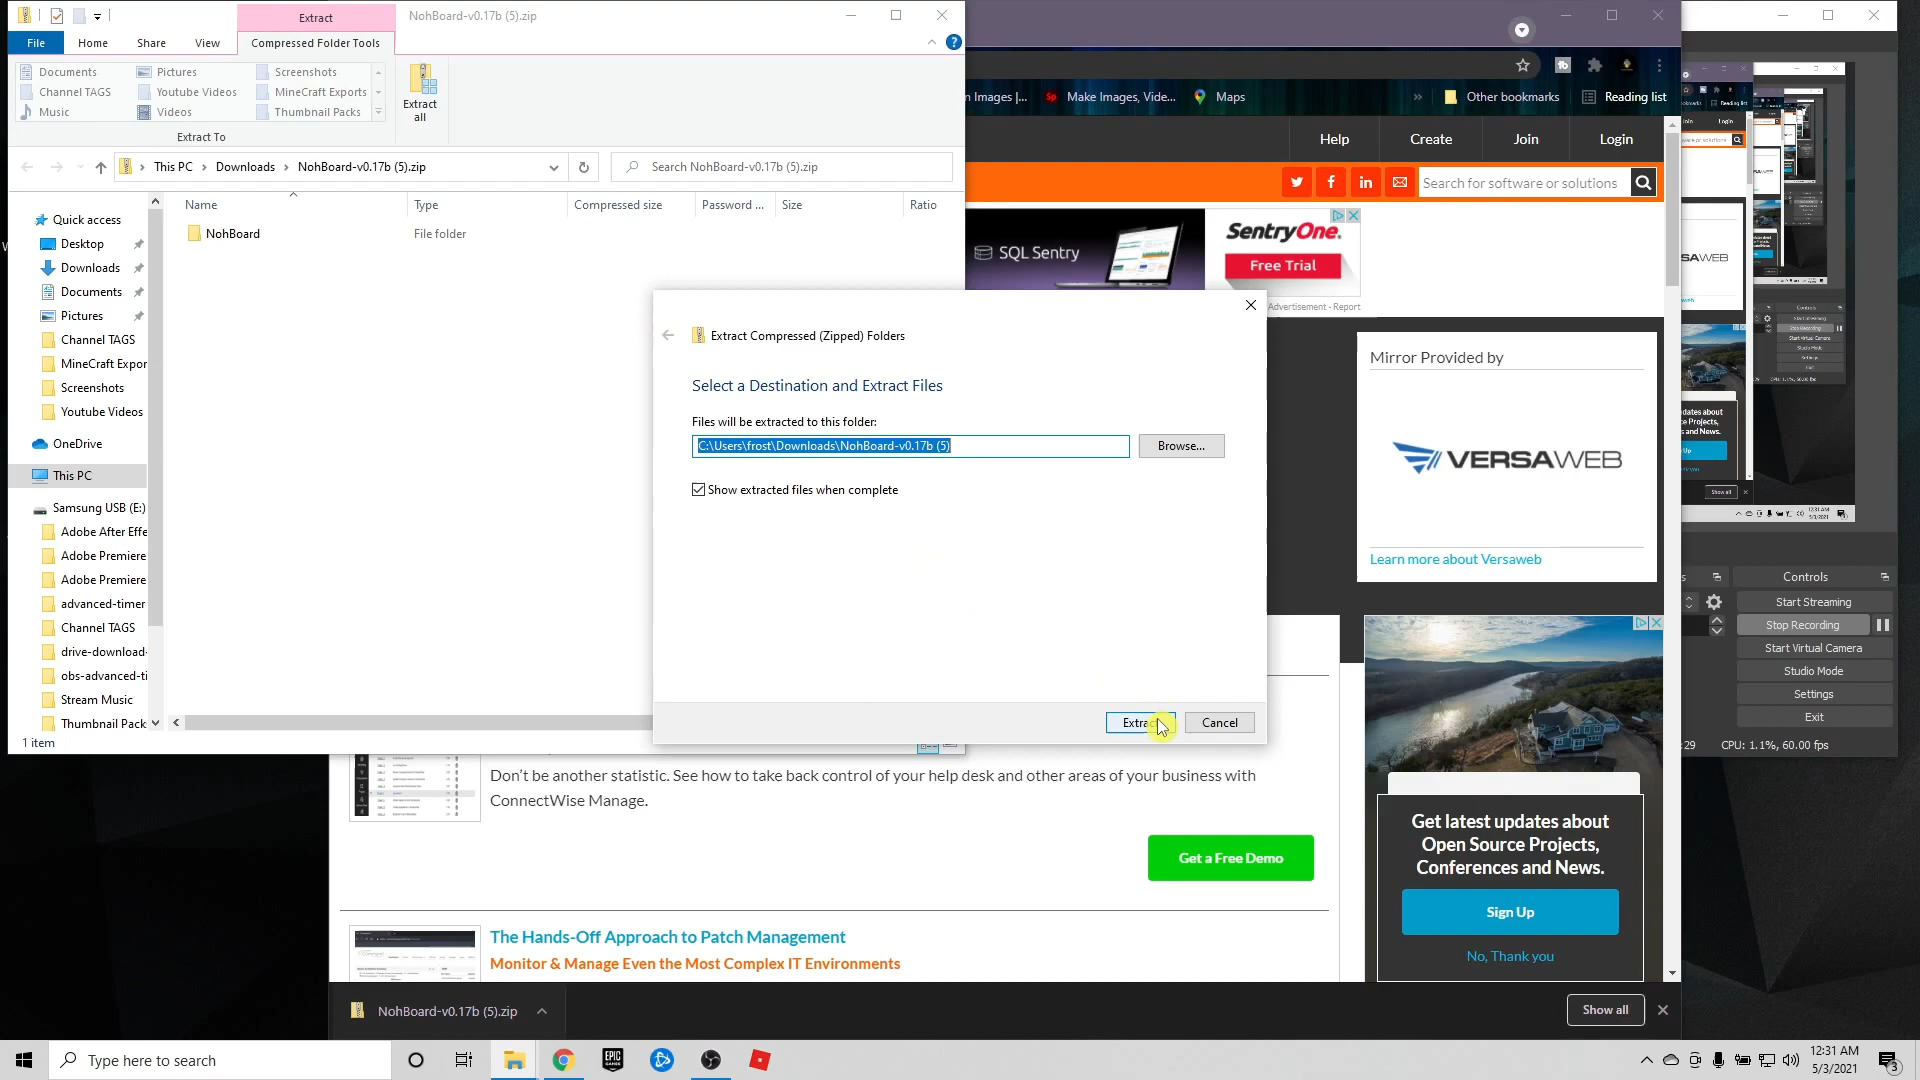 Extract
NohBoard-v0.17b (5).zip
File
Home
Share
View
Compressed Folder Tools
Documents
Pictures
Screenshots
Channel TAGS
Youtube Videos
MineCraft Exports
Music
Videos
Thumbnail Packs
Extract
all
Extract To
This PC
Downloads
NohBoard-v0.17b (5).zip
Search NohBoard-v0.17b (5).zip
Name
Type
Compressed size
Password ...
Size
Ratio
NohBoard
File folder
Quick access
Desktop
Downloads
Documents
Pictures
Channel TAGS
MineCraft Expor
Screenshots
Youtube Videos
OneDrive
This PC
Samsung USB (E:)
Adobe After Effe
Adobe Premiere
Adobe Premiere
advanced-timer
Channel TAGS
drive-download-
obs-advanced-ti
Stream Music
Thumbnail Pack
1 item
Extract Compressed (Zipped) Folders
Select a Destination and Extract Files
Files will be extracted to this folder:
C:\Users\frost\Downloads\NohBoard-v0.17b (5)
Browse...
Show extracted files when complete
Extract
Cancel
n Images |...
Sp
Make Images, Vide...
Maps
»
Other bookmarks
Reading list
Help
Create
Join
Login
Search for software or solutions
SQL Sentry
SentryOne.
Free Trial
Advertisement - Report
Mirror Provided by
VERSAWEB
Learn more about Versaweb
Don't be another statistic. See how to take back control of your help desk and other areas of your business with
ConnectWise Manage.
Get a Free Demo
The Hands-Off Approach to Patch Management
Monitor & Manage Even the Most Complex IT Environments
Get latest updates about
Open Source Projects,
Conferences and News.
Sign Up
No, Thank you
NohBoard-v0.17b (5).zip
Show all
s
Controls
Start Streaming
Stop Recording
Start Virtual Camera
Studio Mode
Settings
Exit
:29
CPU: 1.1%, 60.00 fps
Type here to search
EPIC
GAMES
12:31 AM
5/3/2021
3